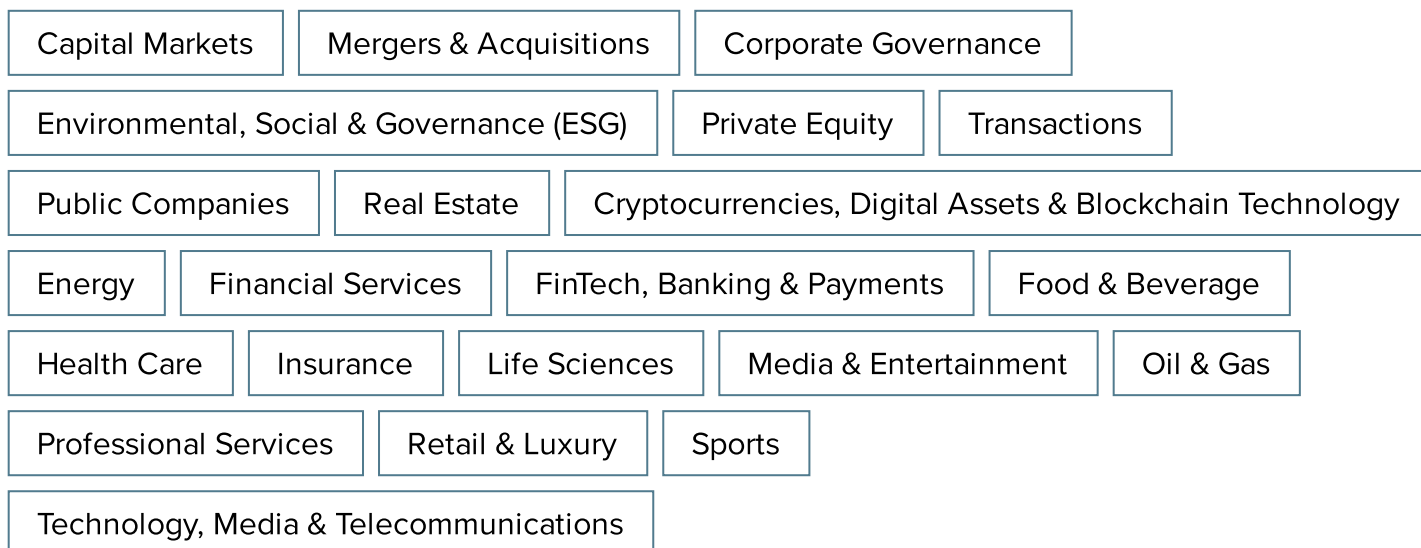 Capital Markets Mergers & Acquisitions Corporate Governance
Environmental, Social & Governance (ESG) Private Equity Transactions
Public Companies Real Estate Cryptocurrencies, Digital Assets & Blockchain Technology
Energy Financial Services FinTech, Banking & Payments Food & Beverage
Health Care Insurance Life Sciences Media & Entertainment Oil & Gas
Professional Services Retail & Luxury Sports
Technology, Media & Telecommunications